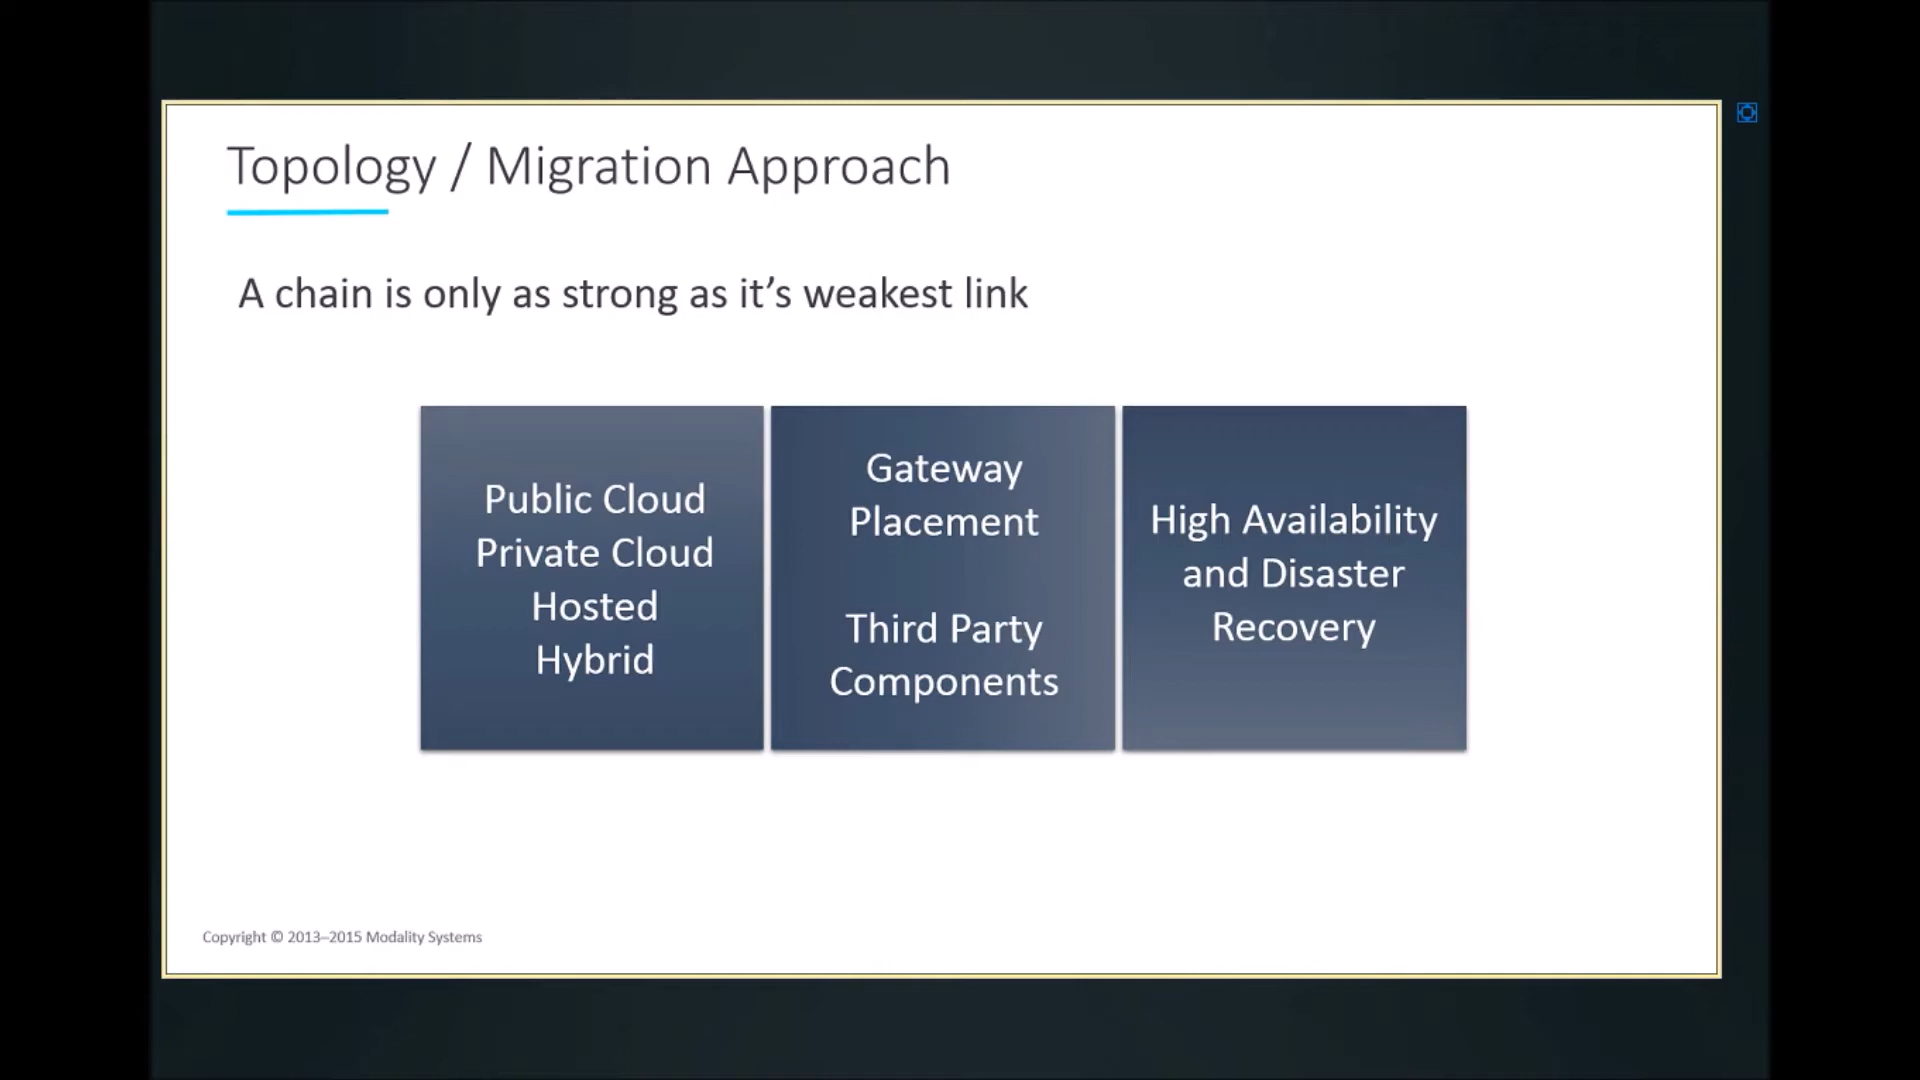 Topology / Migration Approach
A chain is only as strong as it’s weakest link
Public Cloud
Private Cloud
Hosted
Hybrid
Gateway
Placement
Third Party
Components
High Availability
and Disaster
Recovery
Copyright © 2013–2015 Modality Systems